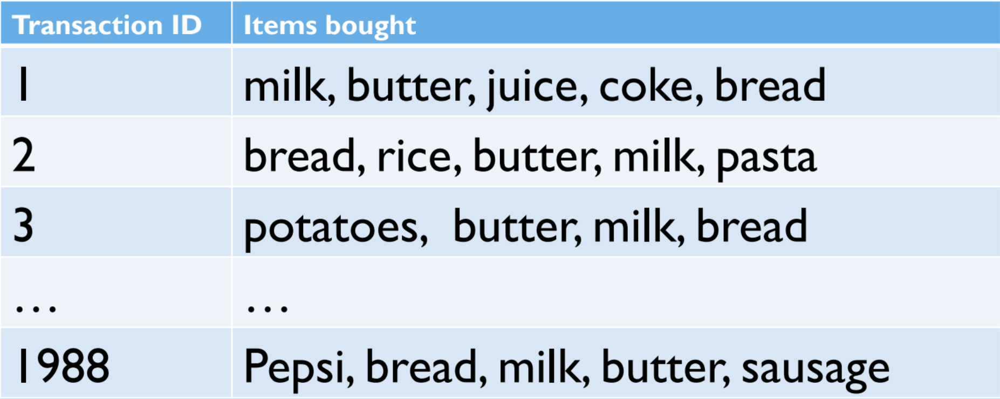 Transaction ID Items bought
1 milk, butter, juice, coke, bread
2 bread, rice, butter, milk, pasta
3 potatoes, butter, milk, bread
… …
1988 Pepsi, bread, milk, butter, sausage